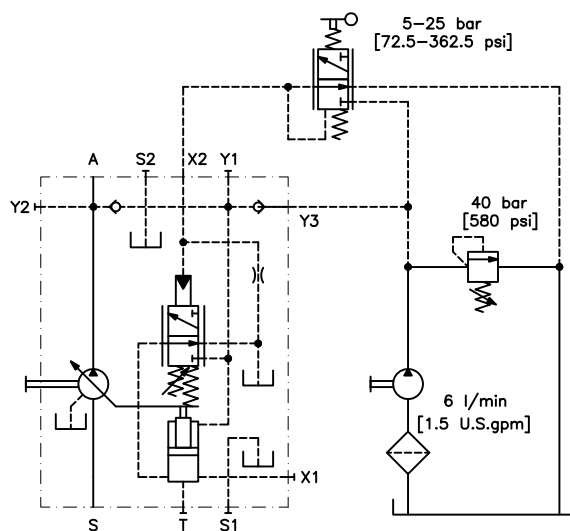 5-25 bar
[72.5-362.5 psi]
A
S2
X2
Y1
Y2
Y3
40 bar
[580 psi]
6 l/min
[1.5 U.S.gpm]
X1
S
T
S1